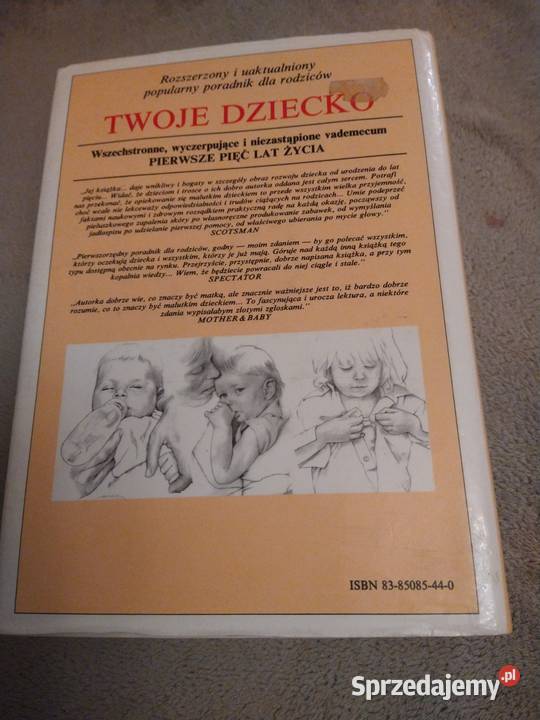 Rozszerzony i uaktualniony
popularny poradnik dla rodziców
TWOJE DZIECKO
Wszechstronne, wyczerpujące i niezastąpione vademecum
PIERWSZE PIĘĆ LAT ŻYCIA
„Jej książka... daje wnikliwy i bogaty w szczegóły obraz rozwoju dziecka od urodzenia do lat
pięciu... Widać, że dzieciom i trosce o ich dobro autorka oddana jest całym sercem. Potrafi
nas przekonać, że opiekowanie się malutkim dzieckiem to przede wszystkim wielka przyjemność,
choć wcale nie lekceważy odpowiedzialności i trudów ciążących na rodzicach... Umie podeprzeć
faktami naukowymi i zdrowym rozsądkiem praktyczną radę na każdą okazję, począwszy od
pieluszkowego zapalenia skóry po własnoręczne produkowanie zabawek, od wymyślania
jadłospisu po udzielanie pierwszej pomocy, od właściwego ubierania po mycie głowy."
SCOTSMAN
„Pierwszorzędny poradnik dla rodziców, godny — moim zdaniem — by go polecać wszystkim,
którzy oczekują dziecka i wszystkim, którzy je już mają. Góruje nad każdą inną książką tego
typu dostępną obecnie na rynku. Przejrzyście, przystępnie, dobrze napisana książka, a przy tym
kopalnia wiedzy... Wiem, że będziecie powracali do niej ciągle i stale."
SPECTATOR
„Autorka dobrze wie, co znaczy być matką, ale znacznie ważniejsze jest to, iż bardzo dobrze
rozumie, co to znaczy być malutkim dzieckiem... To fascynująca i urocza lektura, a niektóre
zdania wypisałabym złotymi zgłoskami."
MOTHER & BABY
ISBN 83-85085-44-0
Sprzedajemy.pl